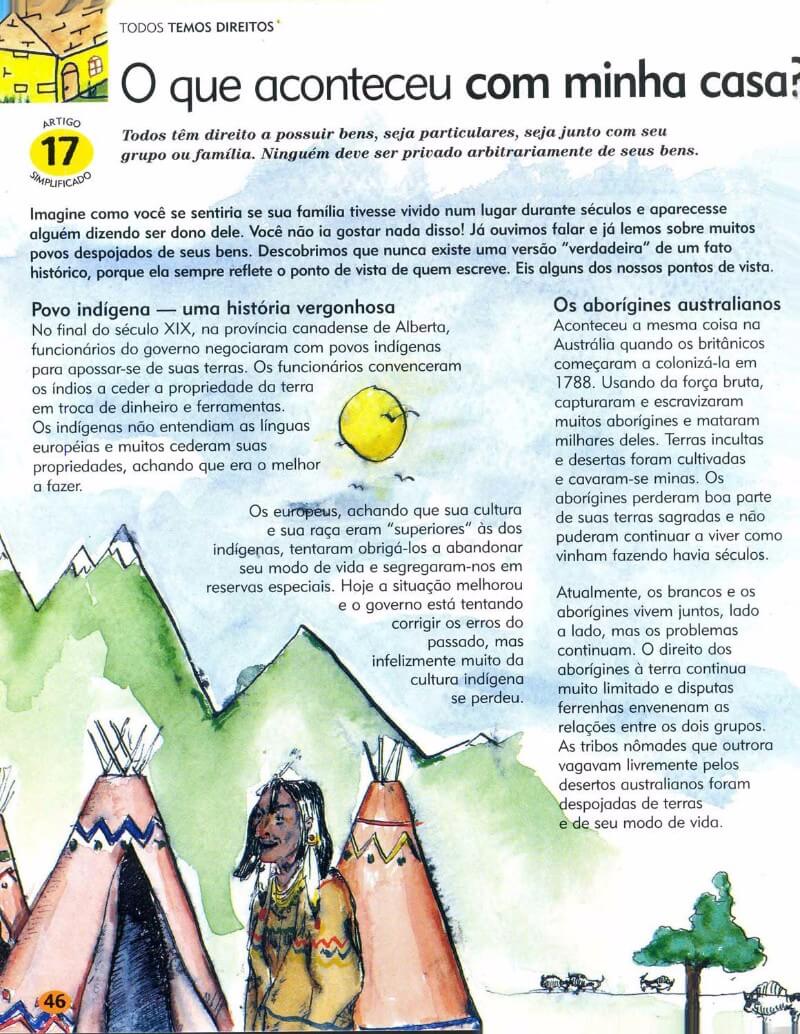 TODOS TEMOS DIREITOS
O que aconteceu com minha casa?
ARTIGO
17
SIMPLIFICADO
Todos têm direito a possuir bens, seja particulares, seja junto com seu
grupo ou família. Ninguém deve ser privado arbitrariamente de seus bens.
Imagine como você se sentiria se sua família tivesse vivido num lugar durante séculos e aparecesse
alguém dizendo ser dono dele. Você não ia gostar nada disso! Já ouvimos falar e já lemos sobre muitos
povos despojados de seus bens. Descobrimos que nunca existe uma versão “verdadeira” de um fato
histórico, porque ela sempre reflete o ponto de vista de quem escreve. Eis alguns dos nossos pontos de vista.
Povo indígena — uma história vergonhosa
No final do século XIX, na província canadense de Alberta,
funcionários do governo negociaram com povos indígenas
para apossar-se de suas terras. Os funcionários convenceram
os índios a ceder a propriedade da terra
em troca de dinheiro e ferramentas.
Os indígenas não entendiam as línguas
européias e muitos cederam suas
propriedades, achando que era o melhor
a fazer.
Os europeus, achando que sua cultura
e sua raça eram “superiores” às dos
indígenas, tentaram obrigá-los a abandonar
seu modo de vida e segregaram-nos em
reservas especiais. Hoje a situação melhorou
e o governo está tentando
corrigir os erros do
passado, mas
infelizmente muito da
cultura indígena
se perdeu.
Os aborígines australianos
Aconteceu a mesma coisa na
Austrália quando os britânicos
começaram a colonizá-la em
1788. Usando da força bruta,
capturaram e escravizaram
muitos aborígines e mataram
milhares deles. Terras incultas
e desertas foram cultivadas
e cavaram-se minas. Os
aborígines perderam boa parte
de suas terras sagradas e não
puderam continuar a viver como
vinham fazendo havia séculos.
Atualmente, os brancos e os
aborígines vivem juntos, lado
a lado, mas os problemas
continuam. O direito dos
aborígines à terra continua
muito limitado e disputas
ferrenhas envenenam as
relações entre os dois grupos.
As tribos nômades que outrora
vagavam livremente pelos
desertos australianos foram
despojadas de terras
e de seu modo de vida.
46